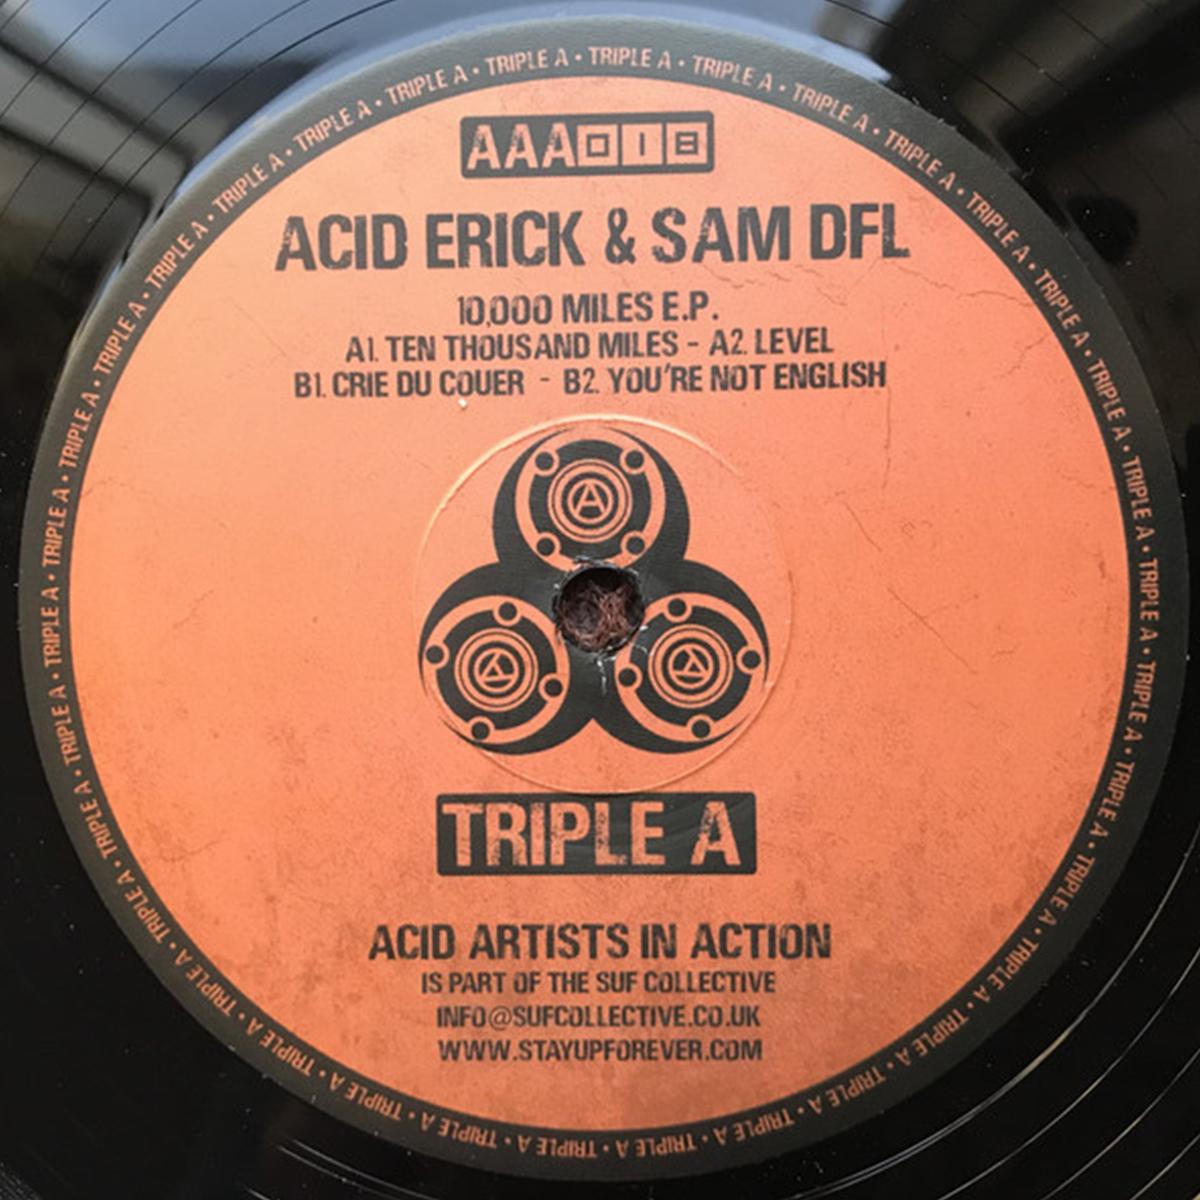 TRIPLE A • TRIPLE A • TRIPLE A • TRIPLE A • TRIPLE A • TRIPLE A • TRIPLE A • TRIPLE A
AAA018
ACID ERICK & SAM DFL
10,000 MILES E.P.
A1. TEN THOUSAND MILES - A2. LEVEL
B1. CRIE DU COUER - B2. YOU'RE NOT ENGLISH
A
A
A
TRIPLE A
ACID ARTISTS IN ACTION
IS PART OF THE SUF COLLECTIVE
INFO@SUFCOLLECTIVE.CO.UK
WWW.STAYUPFOREVER.COM